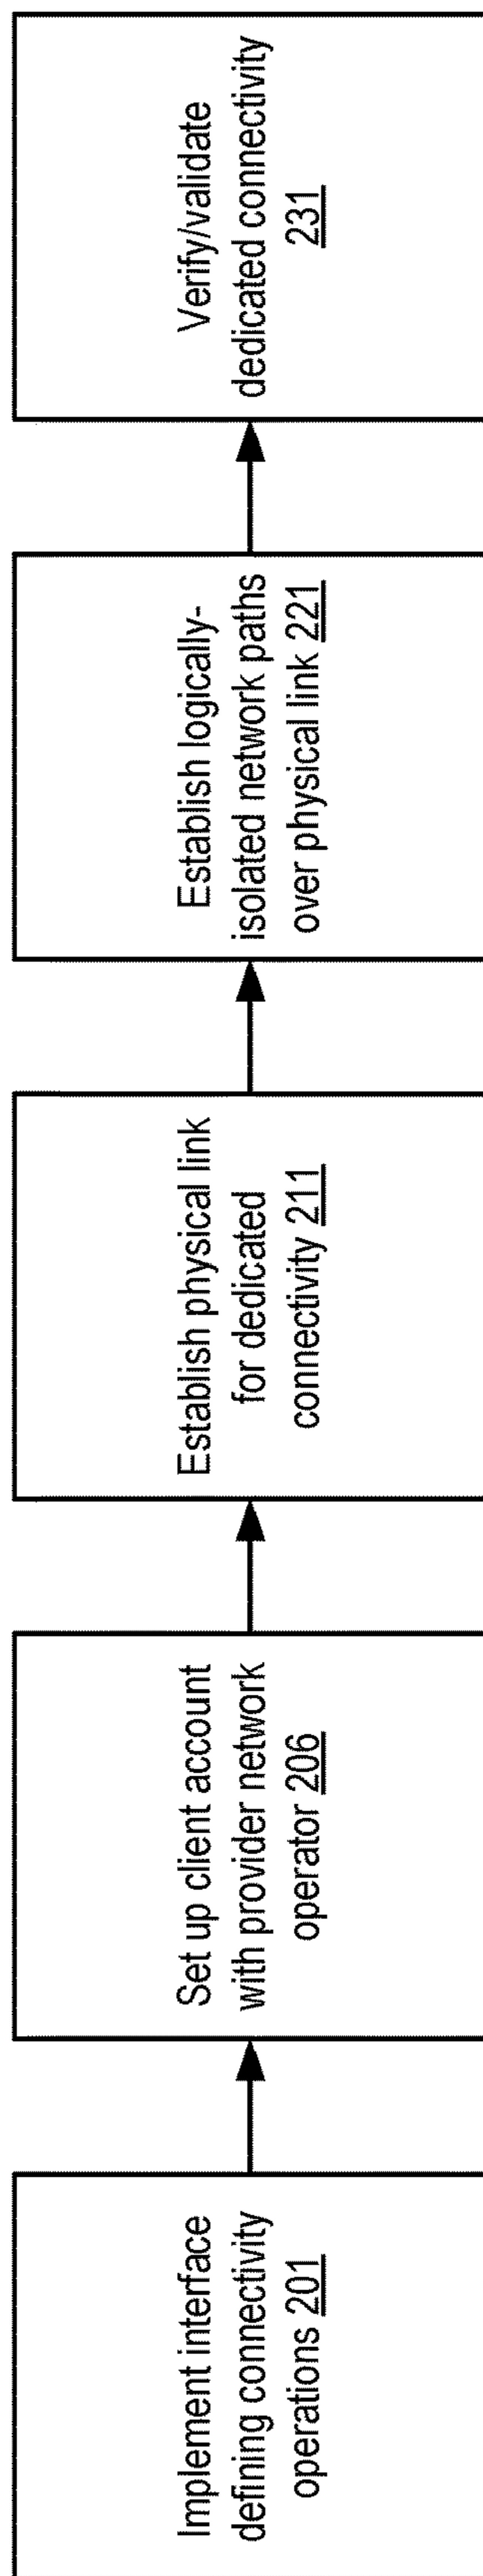 Implement interface
defining connectivity
operations 201
Set up client account
with provider network
operator 206
Establish physical link
for dedicated
connectivity 211
Establish logically-
isolated network paths
over physical link 221
Verify/validate
dedicated connectivity
231